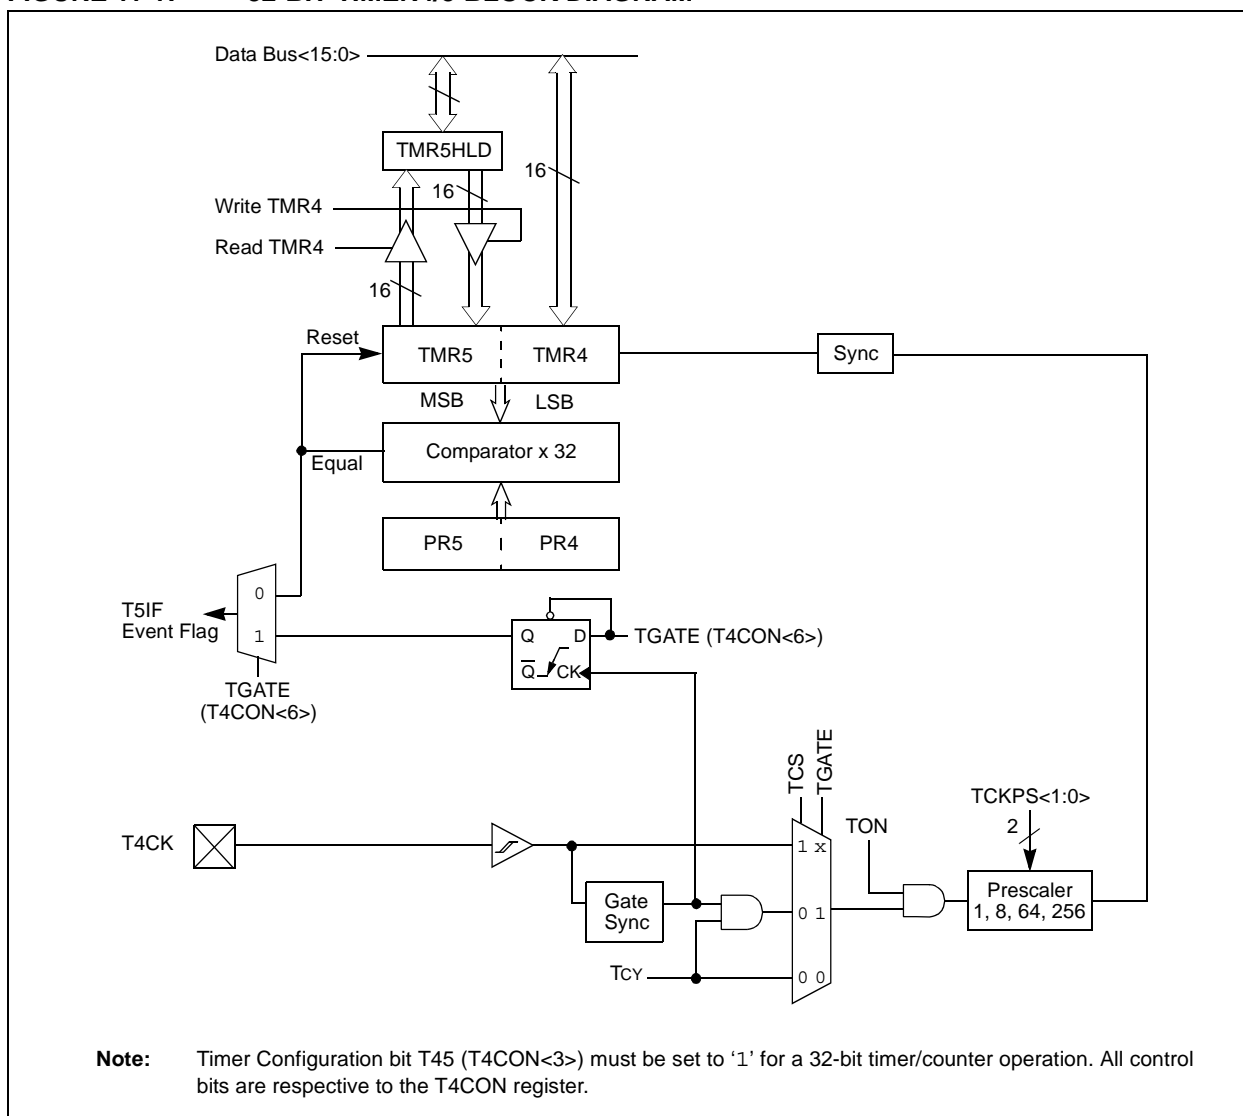 Data Bus<15:0>
TMR5HLD
16
16
Write TMR4
Read TMR4
16
Reset
TMR5
TMR4
Sync
MSB
LSB
Comparator x 32
Equal
PR5
PR4
0
1
T5IF
Event Flag
TGATE
(T4CON<6>)
Q
D
Q
CK
TGATE (T4CON<6>)
TCS
TGATE
TCKPS<1:0>
2
TON
T4CK
1 x
Gate
Sync
0 1
Prescaler
1, 8, 64, 256
TCY
0 0
Note: Timer Configuration bit T45 (T4CON<3>) must be set to ‘1’ for a 32-bit timer/counter operation. All control
bits are respective to the T4CON register.